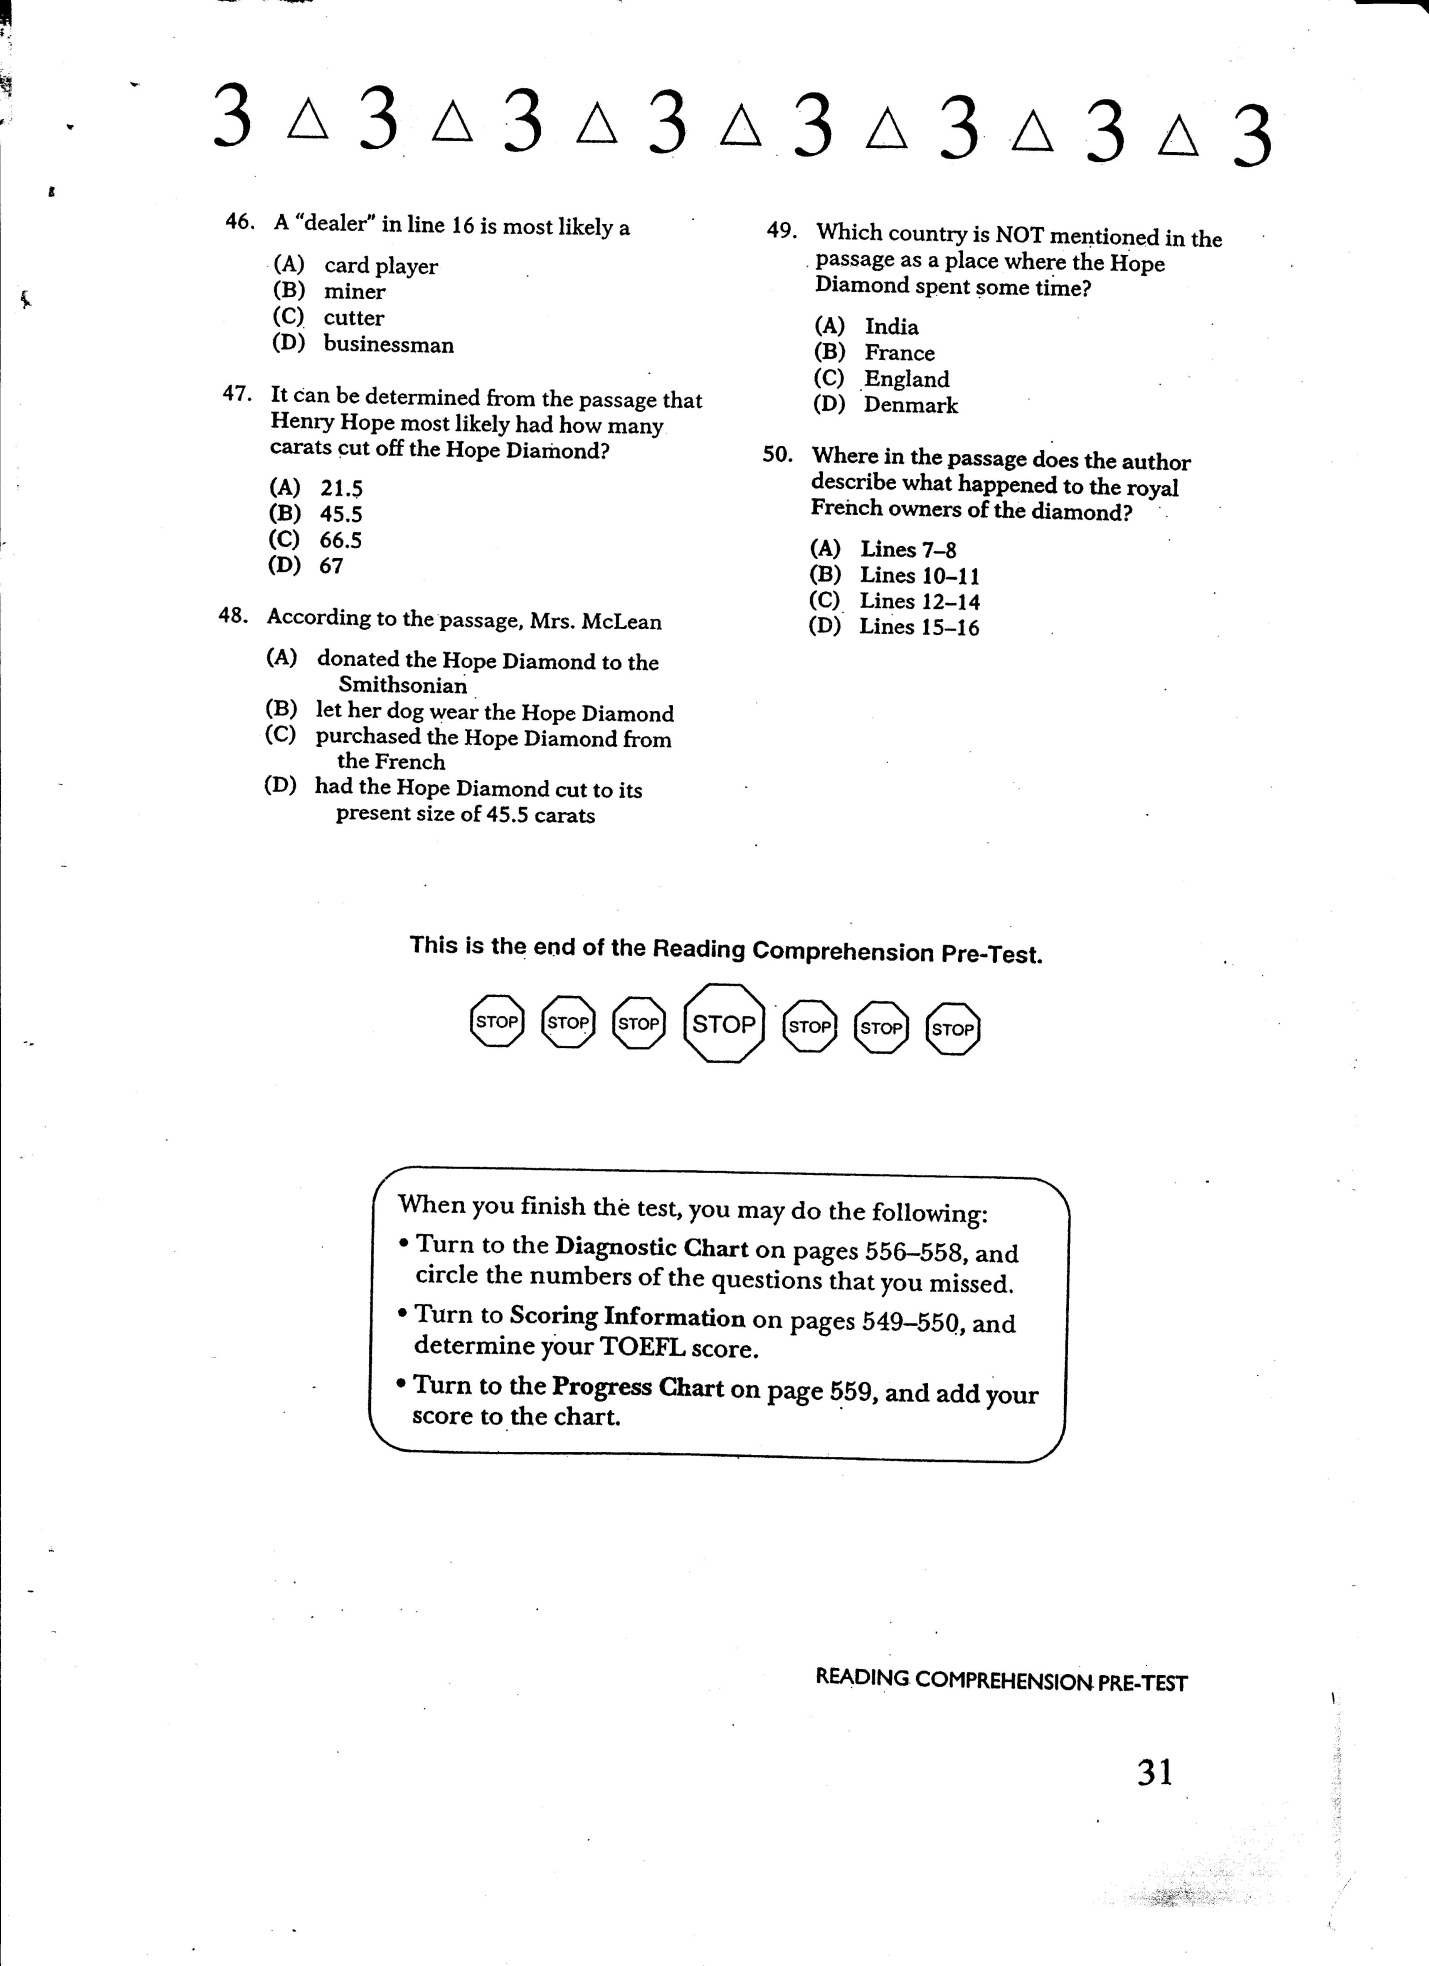 3 △ 3 △ 3 △ 3 △ 3 △ 3 △ 3 △ 3
46. A “dealer” in line 16 is most likely a
(A) card player
(B) miner
(C) cutter
(D) businessman
47. It can be determined from the passage that
Henry Hope most likely had how many
carats cut off the Hope Diamond?
(A) 21.5
(B) 45.5
(C) 66.5
(D) 67
48. According to the passage, Mrs. McLean
(A) donated the Hope Diamond to the
Smithsonian
(B) let her dog wear the Hope Diamond
(C) purchased the Hope Diamond from
the French
(D) had the Hope Diamond cut to its
present size of 45.5 carats
49. Which country is NOT mentioned in the
passage as a place where the Hope
Diamond spent some time?
(A) India
(B) France
(C) England
(D) Denmark
50. Where in the passage does the author
describe what happened to the royal
French owners of the diamond?
(A) Lines 7–8
(B) Lines 10–11
(C) Lines 12–14
(D) Lines 15–16
This is the end of the Reading Comprehension Pre-Test.
STOP STOP STOP STOP STOP STOP STOP
When you finish the test, you may do the following:
• Turn to the Diagnostic Chart on pages 556–558, and
circle the numbers of the questions that you missed.
• Turn to Scoring Information on pages 549–550, and
determine your TOEFL score.
• Turn to the Progress Chart on page 559, and add your
score to the chart.
READING COMPREHENSION PRE-TEST
31